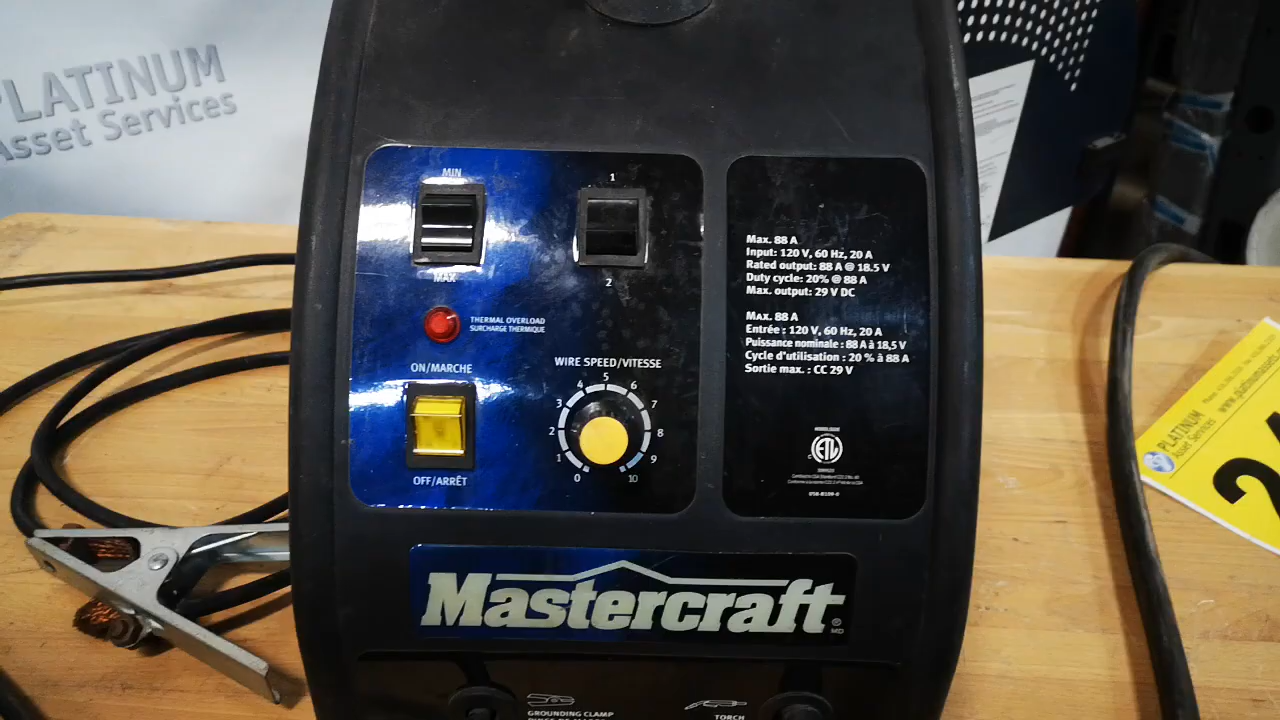 PLATINUM
Asset Services
MIN
MAX
1
2
THERMAL OVERLOAD
SURCHARGE THERMIQUE
ON/MARCHE
OFF/ARRÊT
WIRE SPEED/VITESSE
0
1
2
3
4
5
6
7
8
9
10
Max. 88 A
Input: 120 V, 60 Hz, 20 A
Rated output: 88 A @ 18.5 V
Duty cycle: 20% @ 88 A
Max. output: 29 V DC
Max. 88 A
Entrée : 120 V, 60 Hz, 20 A
Puissance nominale : 88 A à 18,5 V
Cycle d'utilisation : 20 % à 88 A
Sortie max. : CC 29 V
ETL
Mastercraft®
MD
GROUNDING CLAMP
TORCH
PLATINUM
Asset Services